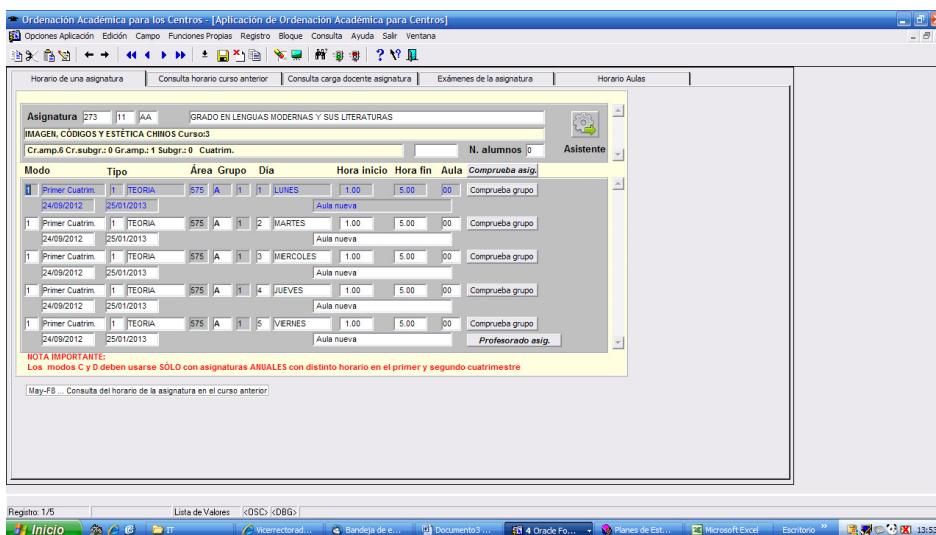 Ordenación Académica para los Centros - [Aplicación de Ordenación Académica para Centros]
Opciones Aplicación Edición Campo Funciones Propias Registro Bloque Consulta Ayuda Salir Ventana
Horario de una asignatura Consulta horario curso anterior Consulta carga docente asignatura Exámenes de la asignatura Horario Aulas
Asignatura 273 11 AA GRADO EN LENGUAS MODERNAS Y SUS LITERATURAS
IMAGEN, CÓDIGOS Y ESTÉTICA CHINOS Curso:3
Cr.amp.6 Cr.subgr.: 0 Gr.amp.: 1 Subgr.: 0 Cuatrim. N. alumnos 0 Asistente
Modo Tipo Área Grupo Día Hora inicio Hora fin Aula Comprueba asig.
1 Primer Cuatrim. 1 TEORIA 575 A 1 1 LUNES 1.00 5.00 00 Comprueba grupo
24/09/2012 25/01/2013 Aula nueva
1 Primer Cuatrim. 1 TEORIA 575 A 1 2 MARTES 1.00 5.00 00 Comprueba grupo
24/09/2012 25/01/2013 Aula nueva
1 Primer Cuatrim. 1 TEORIA 575 A 1 3 MIERCOLES 1.00 5.00 00 Comprueba grupo
24/09/2012 25/01/2013 Aula nueva
1 Primer Cuatrim. 1 TEORIA 575 A 1 4 JUEVES 1.00 5.00 00 Comprueba grupo
24/09/2012 25/01/2013 Aula nueva
1 Primer Cuatrim. 1 TEORIA 575 A 1 5 VIERNES 1.00 5.00 00 Comprueba grupo
24/09/2012 25/01/2013 Aula nueva Profesorado asig.
NOTA IMPORTANTE:
Los modos C y D deben usarse SÓLO con asignaturas ANUALES con distinto horario en el primer y segundo cuatrimestre
May-F8 ... Consulta del horario de la asignatura en el curso anterior
Registro: 1/5 Lista de Valores <OSC> <DBG>
Inicio IT Vicerrectorad... Bandeja de e... Documento3 ... 4 Oracle Fo... Planes de Est... Microsoft Excel Escritorio » 13:53